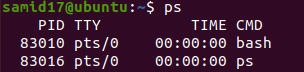 samid17@ubuntu:~$ ps
    PID TTY          TIME CMD
  83010 pts/0    00:00:00 bash
  83016 pts/0    00:00:00 ps